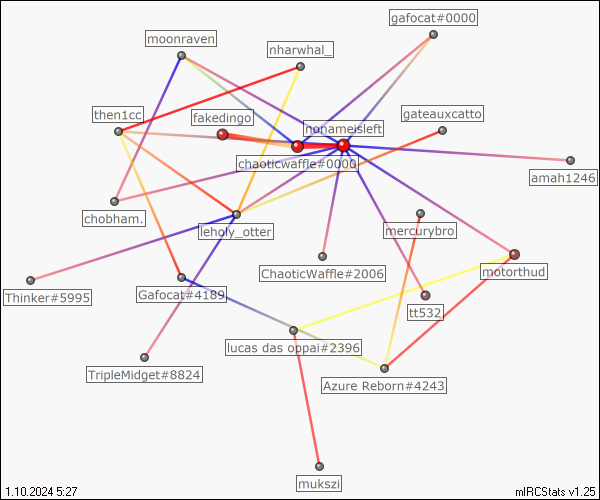 gafocat#0000
moonraven
nharwhal_
then1cc
fakedingo
gateauxcatto
nonameisleft
chaoticwaffle#0000
amah1246
chobham.
leholy_otter
mercurybro
ChaoticWaffle#2006
motorthud
Thinker#5995
Gafocat#4189
tt532
lucas das oppai#2396
TripleMidget#8824
Azure Reborn#4243
mukszi
1.10.2024 5:27
mIRCStats v1.25